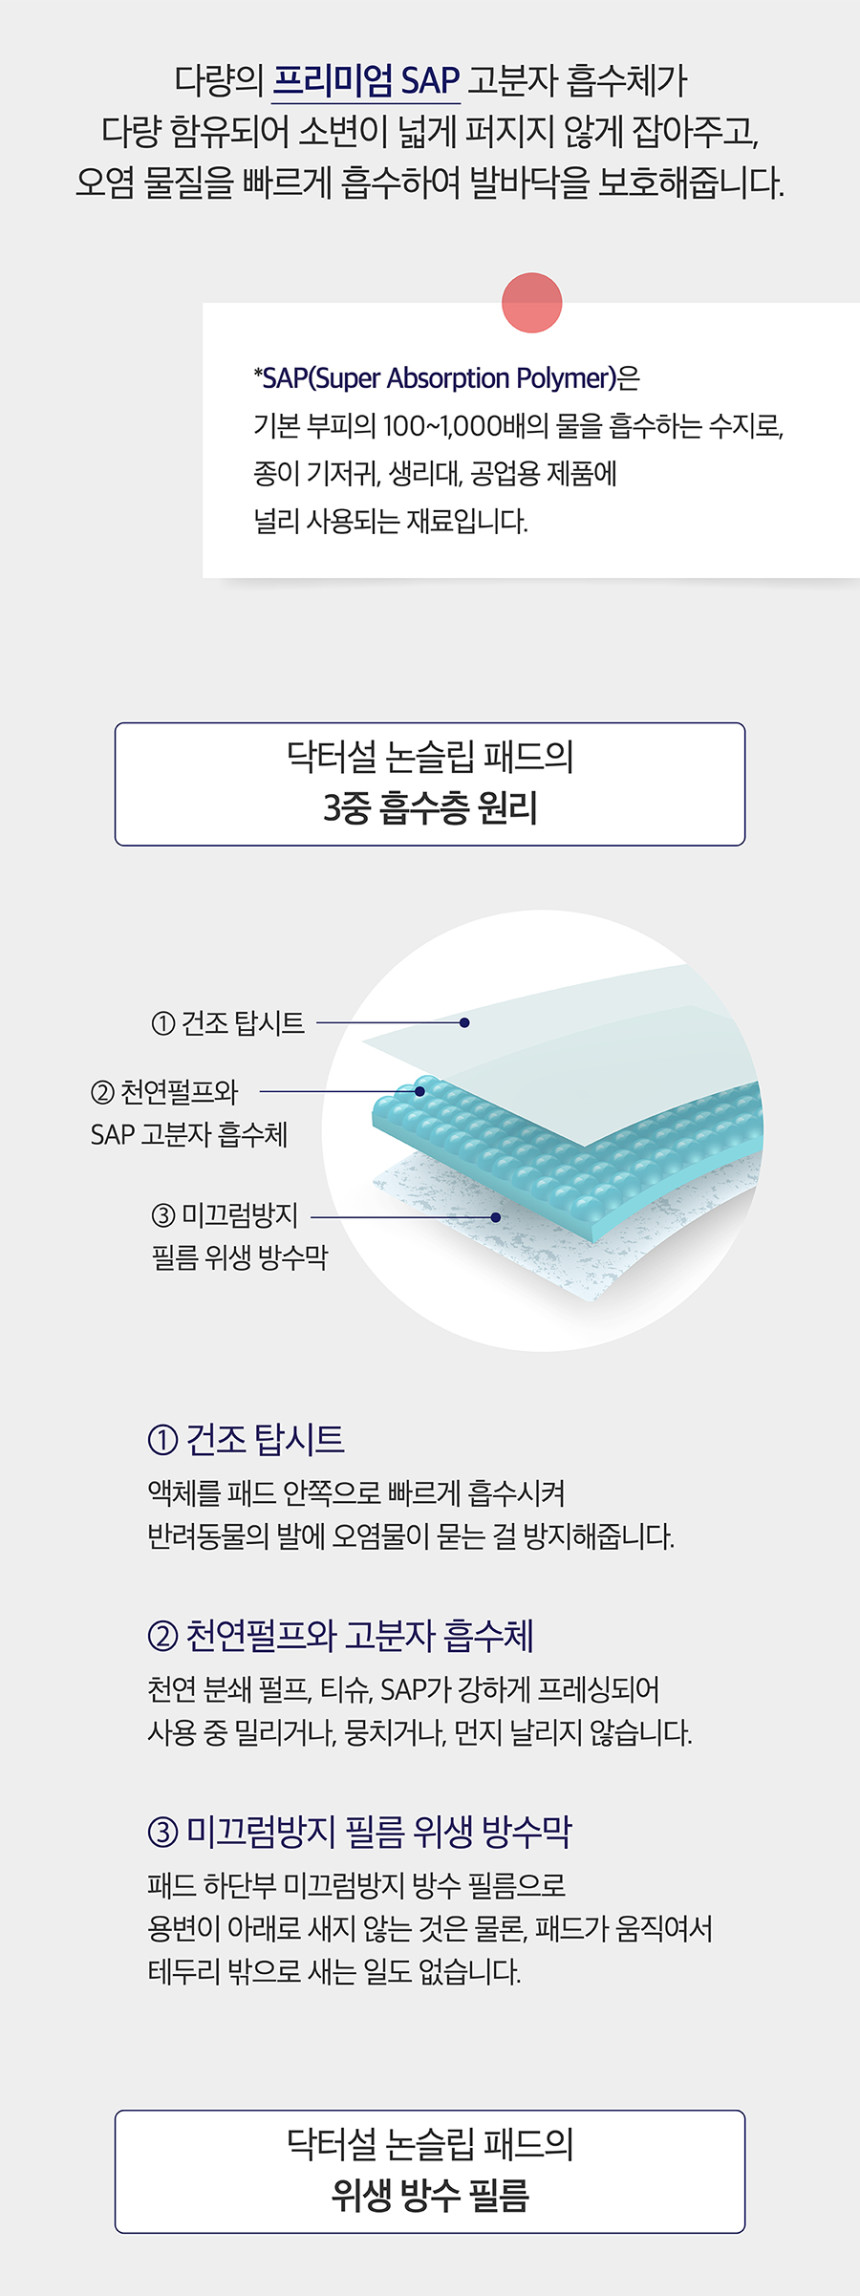 다량의 프리미엄 SAP 고분자 흡수체가
다량 함유되어 소변이 넓게 퍼지지 않게 잡아주고,
오염 물질을 빠르게 흡수하여 발바닥을 보호해줍니다.
*SAP(Super Absorption Polymer)은
기본 부피의 100~1,000배의 물을 흡수하는 수지로,
종이 기저귀, 생리대, 공업용 제품에
널리 사용되는 재료입니다.
닥터설 논슬립 패드의
3중 흡수층 원리
① 건조 탑시트
② 천연펄프와
SAP 고분자 흡수체
③ 미끄럼방지
필름 위생 방수막
① 건조 탑시트
액체를 패드 안쪽으로 빠르게 흡수시켜
반려동물의 발에 오염물이 묻는 걸 방지해줍니다.
② 천연펄프와 고분자 흡수체
천연 분쇄 펄프, 티슈, SAP가 강하게 프레싱되어
사용 중 밀리거나, 뭉치거나, 먼지 날리지 않습니다.
③ 미끄럼방지 필름 위생 방수막
패드 하단부 미끄럼방지 방수 필름으로
용변이 아래로 새지 않는 것은 물론, 패드가 움직여서
테두리 밖으로 새는 일도 없습니다.
닥터설 논슬립 패드의
위생 방수 필름